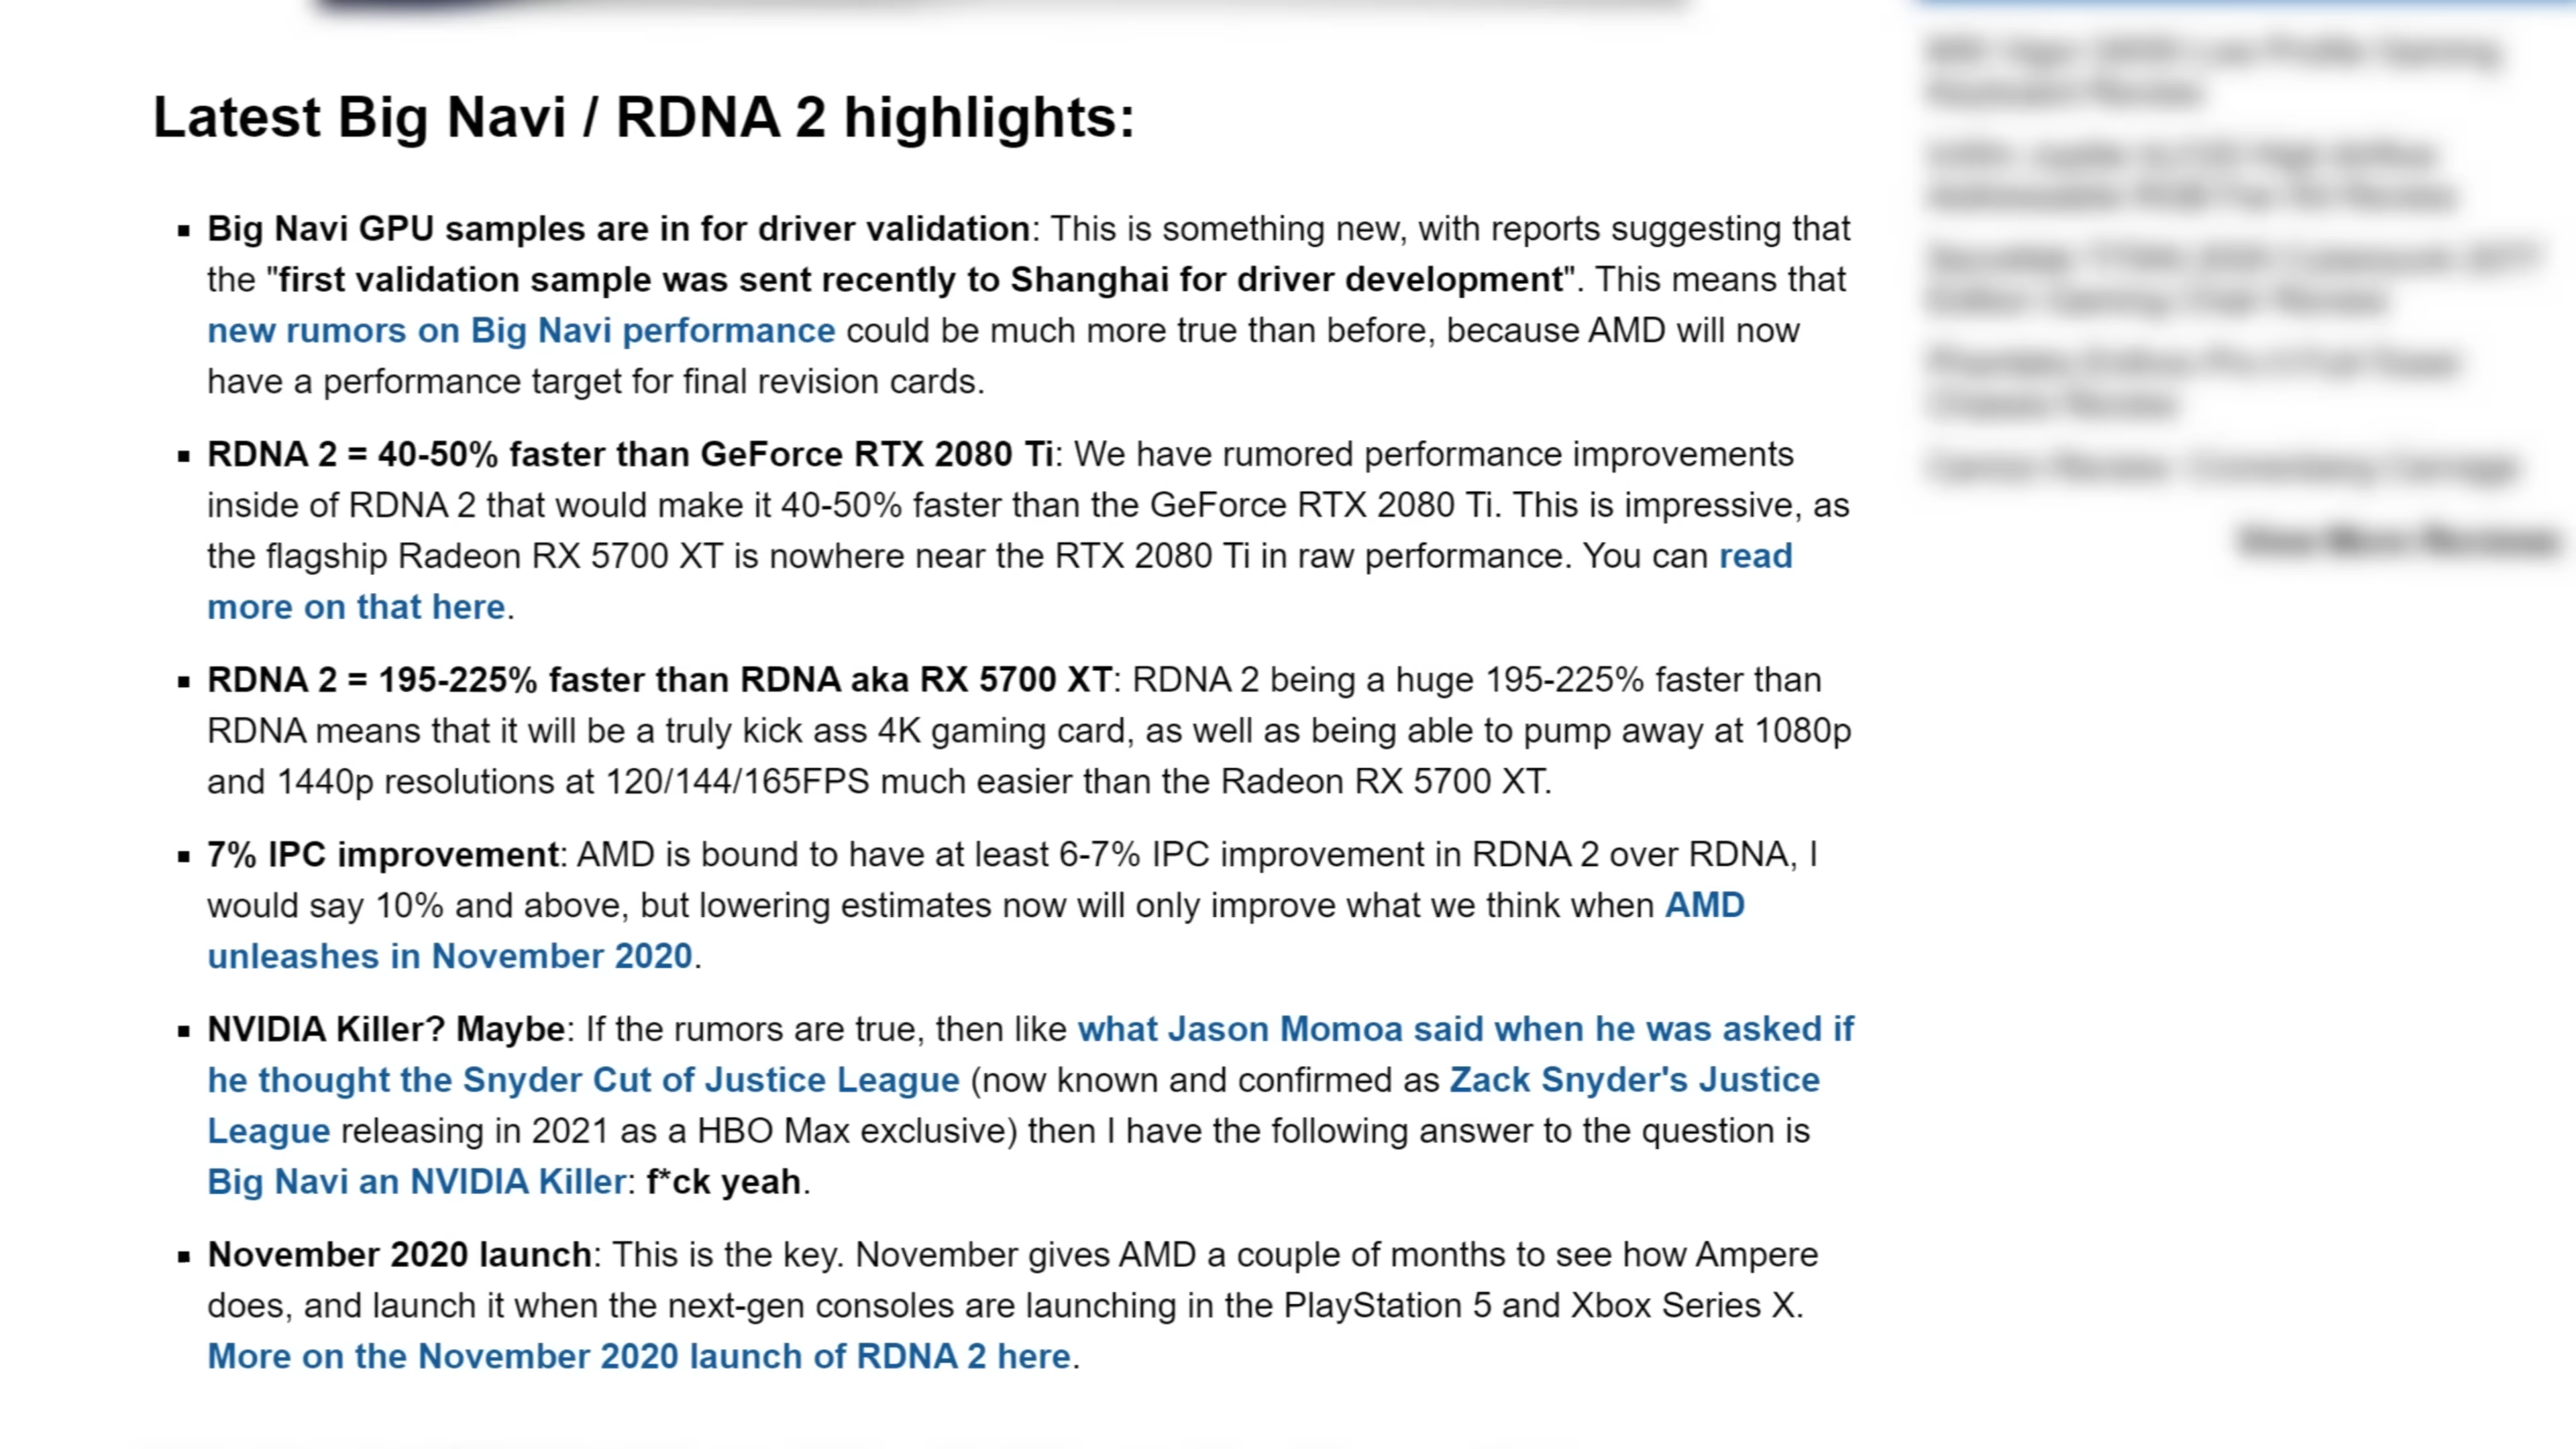 Latest Big Navi / RDNA 2 highlights:
▪ Big Navi GPU samples are in for driver validation: This is something new, with reports suggesting that
the "first validation sample was sent recently to Shanghai for driver development". This means that
new rumors on Big Navi performance could be much more true than before, because AMD will now
have a performance target for final revision cards.
▪ RDNA 2 = 40-50% faster than GeForce RTX 2080 Ti: We have rumored performance improvements
inside of RDNA 2 that would make it 40-50% faster than the GeForce RTX 2080 Ti. This is impressive, as
the flagship Radeon RX 5700 XT is nowhere near the RTX 2080 Ti in raw performance. You can read
more on that here.
▪ RDNA 2 = 195-225% faster than RDNA aka RX 5700 XT: RDNA 2 being a huge 195-225% faster than
RDNA means that it will be a truly kick ass 4K gaming card, as well as being able to pump away at 1080p
and 1440p resolutions at 120/144/165FPS much easier than the Radeon RX 5700 XT.
▪ 7% IPC improvement: AMD is bound to have at least 6-7% IPC improvement in RDNA 2 over RDNA, I
would say 10% and above, but lowering estimates now will only improve what we think when AMD
unleashes in November 2020.
▪ NVIDIA Killer? Maybe: If the rumors are true, then like what Jason Momoa said when he was asked if
he thought the Snyder Cut of Justice League (now known and confirmed as Zack Snyder's Justice
League releasing in 2021 as a HBO Max exclusive) then I have the following answer to the question is
Big Navi an NVIDIA Killer: f*ck yeah.
▪ November 2020 launch: This is the key. November gives AMD a couple of months to see how Ampere
does, and launch it when the next-gen consoles are launching in the PlayStation 5 and Xbox Series X.
More on the November 2020 launch of RDNA 2 here.